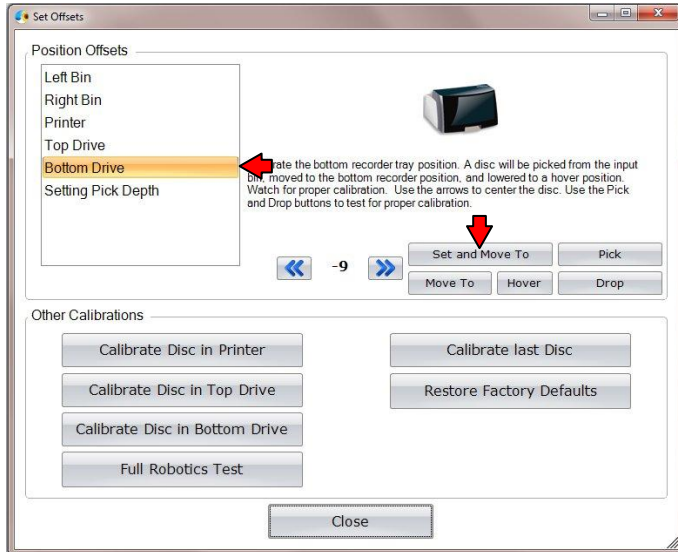 Set Offsets
Position Offsets
Left Bin
Right Bin
Printer
Top Drive
Bottom Drive
Setting Pick Depth
rate the bottom recorder tray position. A disc will be picked from the input
bin, moved to the bottom recorder position, and lowered to a hover position.
Watch for proper calibration. Use the arrows to center the disc. Use the Pick
and Drop buttons to test for proper calibration.
-9
Set and Move To
Pick
Move To
Hover
Drop
Other Calibrations
Calibrate Disc in Printer
Calibrate last Disc
Calibrate Disc in Top Drive
Restore Factory Defaults
Calibrate Disc in Bottom Drive
Full Robotics Test
Close